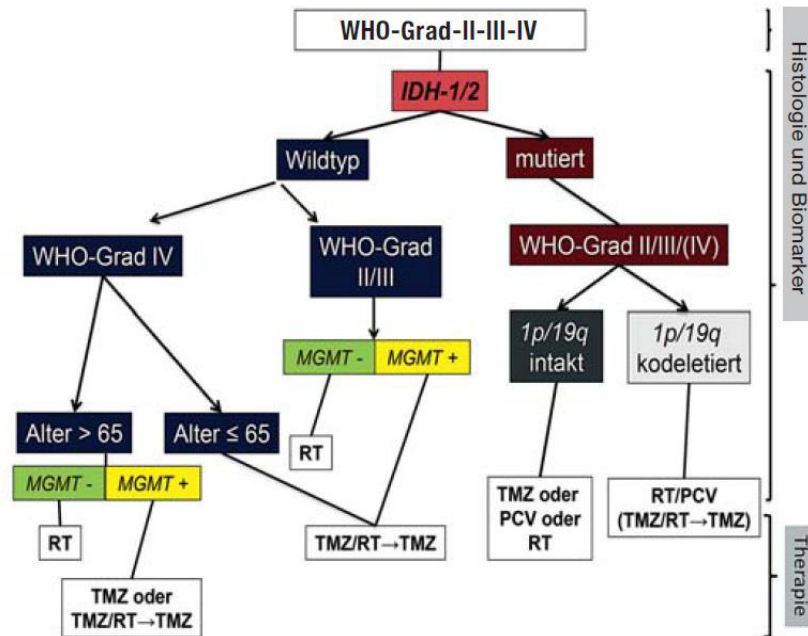 WHO-Grad-II-III-IV
IDH-1/2
Wildtyp
mutiert
WHO-Grad IV
WHO-Grad
II/III
WHO-Grad II/III/(IV)
MGMT -
MGMT +
1p/19q
intakt
1p/19q
kodeletiert
Alter > 65
Alter ≤ 65
RT
MGMT -
MGMT +
RT
TMZ oder
TMZ/RT→TMZ
TMZ/RT→TMZ
TMZ oder
PCV oder
RT
RT/PCV
(TMZ/RT→TMZ)
Histologie und Biomarker
Therapie